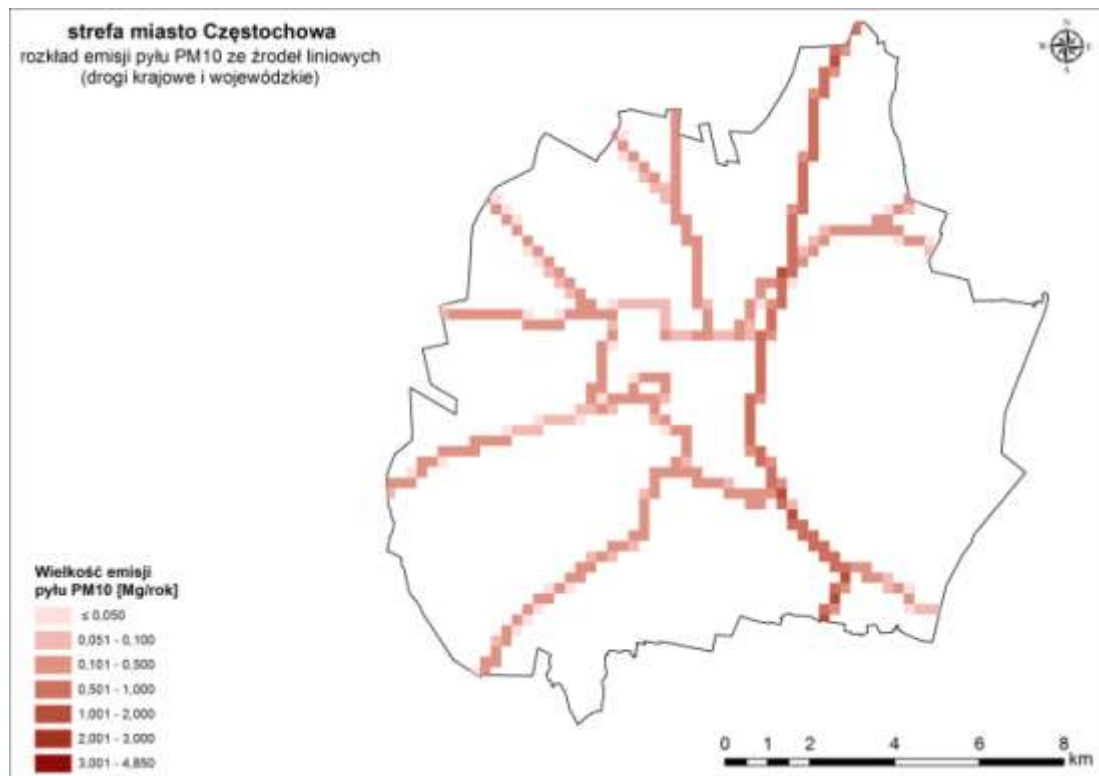 strefa miasto Częstochowa
rozkład emisji pyłu PM10 ze źrodeł liniowych
(drogi krajowe i wojewódzkie)
N
W E
Wielkość emisji
pyłu PM10 [Mg/rok]
≤ 0,050
0,051 - 0,100
0,101 - 0,500
0,501 - 1,000
1,001 - 2,000
2,001 - 3,000
3,001 - 4,850
0 1 2 4 6 8
km